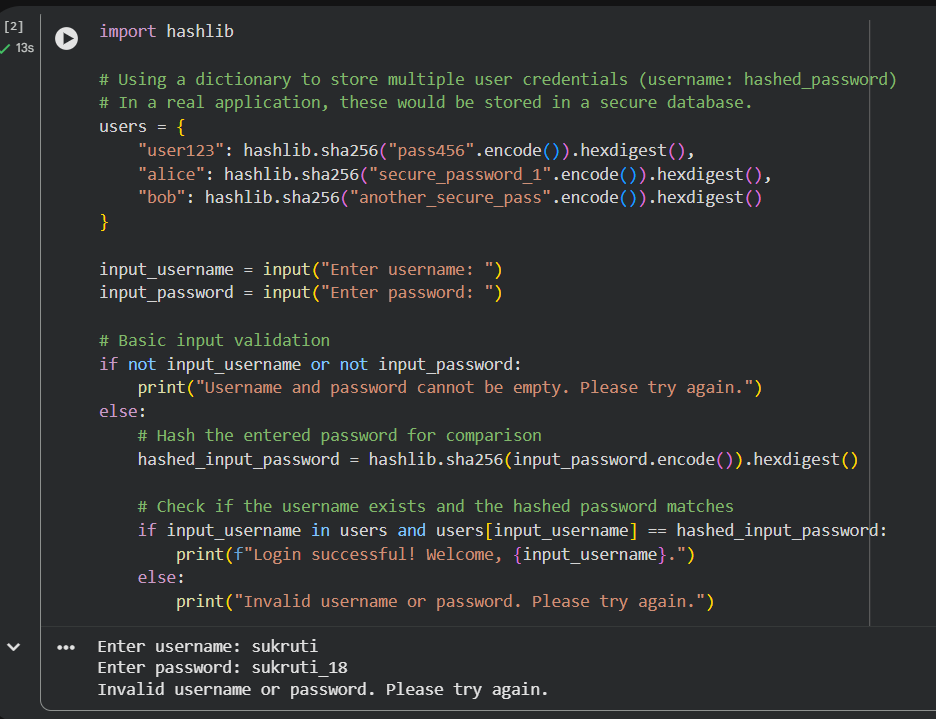 [2]
✓ 13s
import hashlib
# Using a dictionary to store multiple user credentials (username: hashed_password)
# In a real application, these would be stored in a secure database.
users = {
    "user123": hashlib.sha256("pass456".encode()).hexdigest(),
    "alice": hashlib.sha256("secure_password_1".encode()).hexdigest(),
    "bob": hashlib.sha256("another_secure_pass".encode()).hexdigest()
}
input_username = input("Enter username: ")
input_password = input("Enter password: ")
# Basic input validation
if not input_username or not input_password:
    print("Username and password cannot be empty. Please try again.")
else:
    # Hash the entered password for comparison
    hashed_input_password = hashlib.sha256(input_password.encode()).hexdigest()
    # Check if the username exists and the hashed password matches
    if input_username in users and users[input_username] == hashed_input_password:
        print(f"Login successful! Welcome, {input_username}.")
    else:
        print("Invalid username or password. Please try again.")
Enter username: sukruti
Enter password: sukruti_18
Invalid username or password. Please try again.